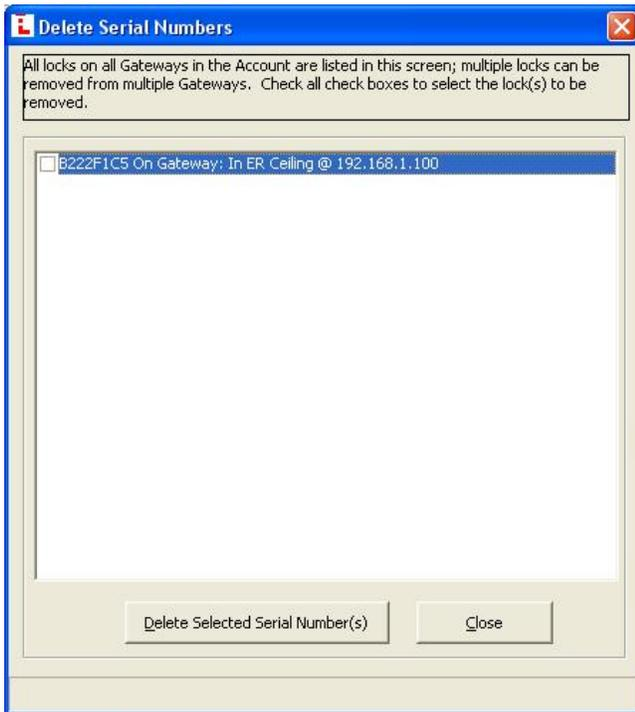 Delete Serial Numbers
All locks on all Gateways in the Account are listed in this screen; multiple locks can be
removed from multiple Gateways. Check all check boxes to select the lock(s) to be
removed.
B222F1C5 On Gateway: In ER Ceiling @ 192.168.1.100
Delete Selected Serial Number(s)
Close